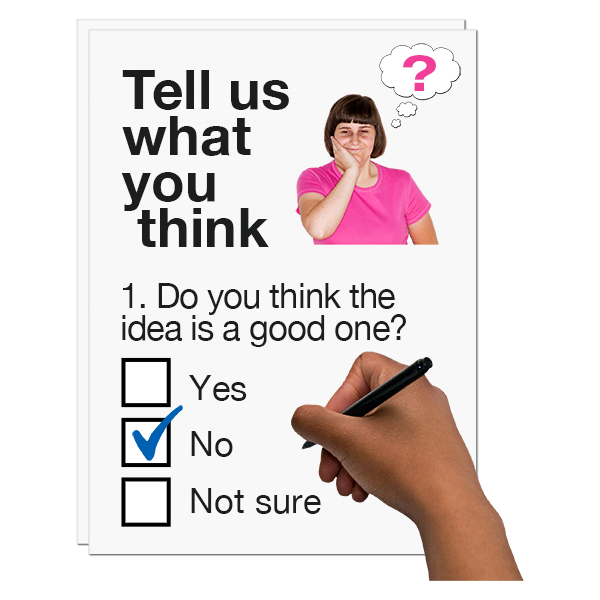 Tell us
what
you
think
?
1. Do you think the
idea is a good one?
Yes
No
Not sure